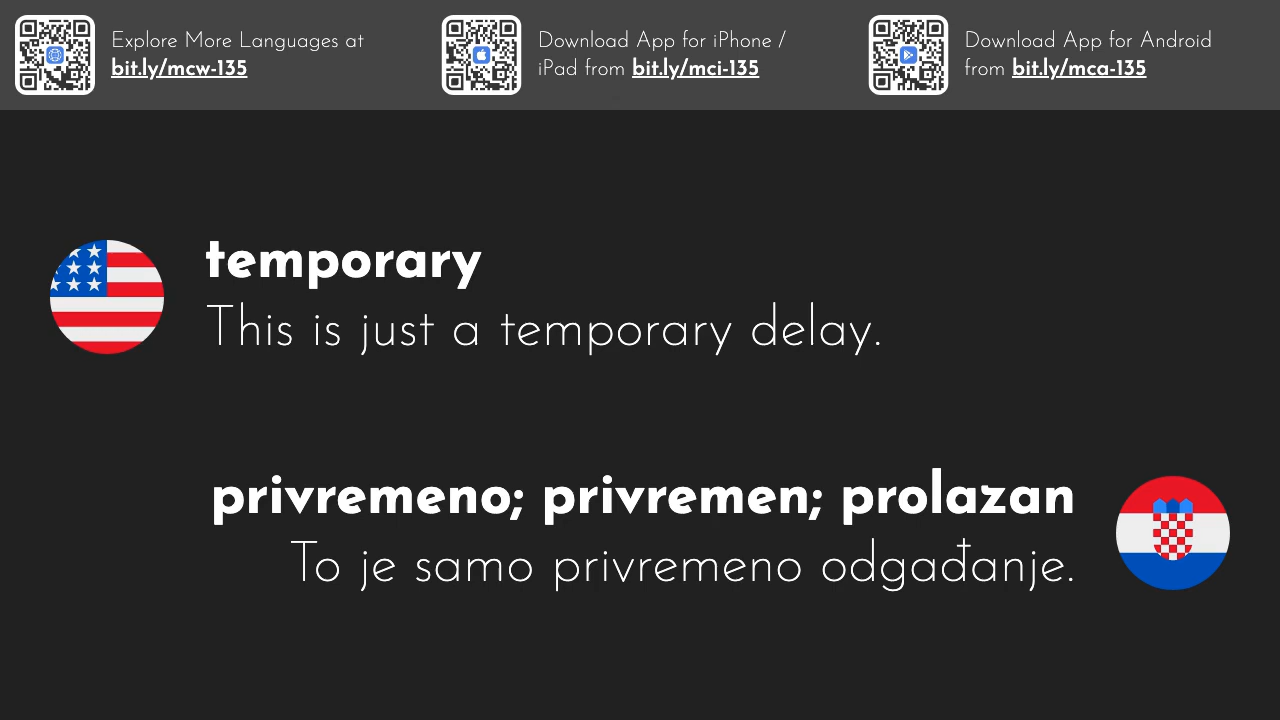 Explore More Languages at
bit.ly/mcw-135
Download App for iPhone /
iPad from bit.ly/mci-135
Download App for Android
from bit.ly/mca-135
temporary
This is just a temporary delay.
privremeno; privremen; prolazan
To je samo privremeno odgađanje.